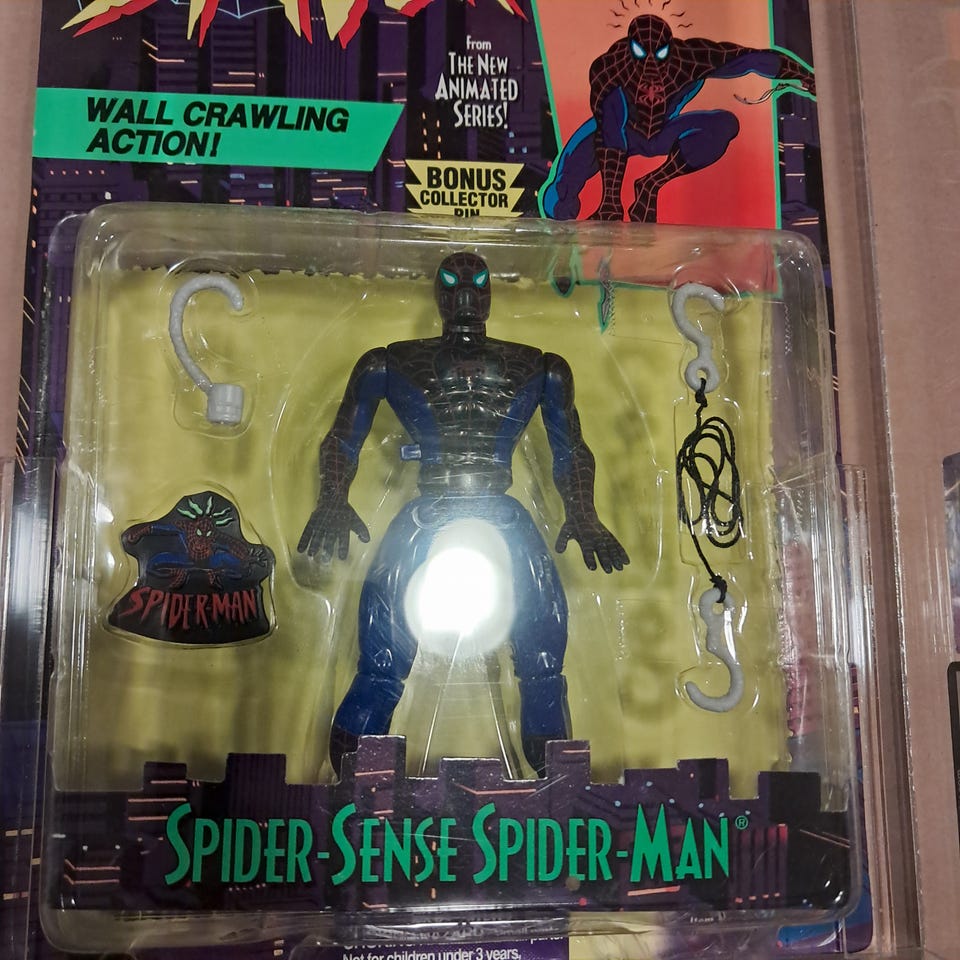 from
THE NEW
ANIMATED
SERIES!
WALL CRAWLING
ACTION!
BONUS
COLLECTOR
PIN
SPIDER-MAN
SPIDER-SENSE SPIDER-MAN®
Not for children under 3 years.